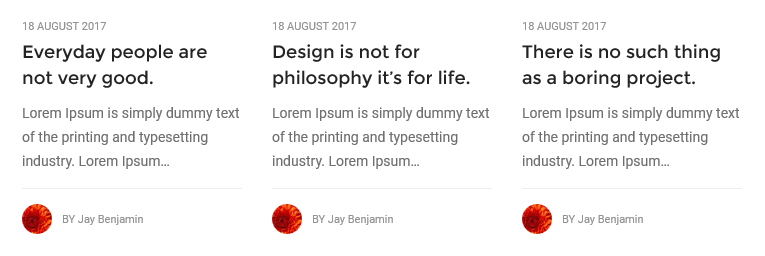 18 AUGUST 2017
Everyday people are
not very good.
Lorem Ipsum is simply dummy text
of the printing and typesetting
industry. Lorem Ipsum...
BY Jay Benjamin
18 AUGUST 2017
Design is not for
philosophy it’s for life.
Lorem Ipsum is simply dummy text
of the printing and typesetting
industry. Lorem Ipsum...
BY Jay Benjamin
18 AUGUST 2017
There is no such thing
as a boring project.
Lorem Ipsum is simply dummy text
of the printing and typesetting
industry. Lorem Ipsum...
BY Jay Benjamin